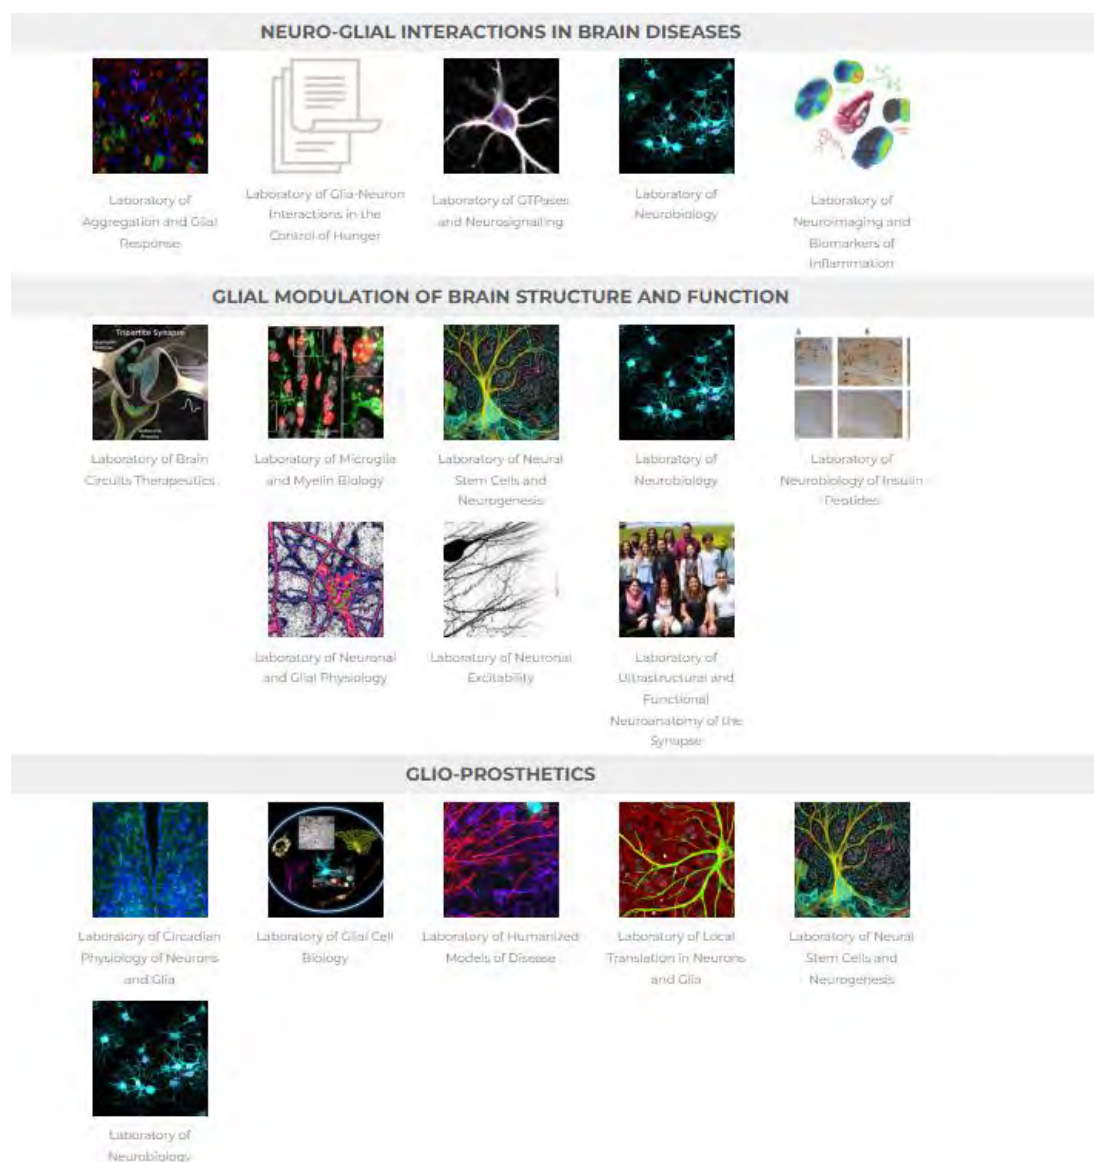 NEURO-GLIAL INTERACTIONS IN BRAIN DISEASES
Laboratory of
Aggregation and Glial
Response
Laboratory of Glia-Neuron
Interactions in the
Control of Hunger
Laboratory of GTPases
and Neurosignalling
Laboratory of
Neurobiology
Laboratory of
Neuroimaging and
Biomarkers of
Inflammation
GLIAL MODULATION OF BRAIN STRUCTURE AND FUNCTION
Tripartite Synapse
Laboratory of Brain
Circuits Therapeutics
Laboratory of Microglia
and Myelin Biology
Laboratory of Neural
Stem Cells and
Neurogenesis
Laboratory of
Neurobiology
Laboratory of
Neurobiology of Insulin
Peptides
Laboratory of Neuronal
and Glial Physiology
Laboratory of Neuronal
Excitability
Laboratory of
Ultrastructural and
Functional
Neuroanatomy of the
Synapse
GLIO-PROSTHETICS
Laboratory of Circadian
Physiology of Neurons
and Glia
Laboratory of Glial Cell
Biology
Laboratory of Humanized
Models of Disease
Laboratory of Local
Translation in Neurons
and Glia
Laboratory of Neural
Stem Cells and
Neurogenesis
Laboratory of
Neurobiology